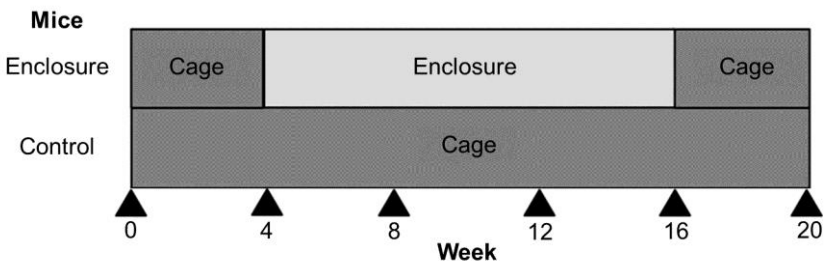 Mice
Enclosure Cage Enclosure Cage
Control Cage
0 4 8 12 16 20
Week